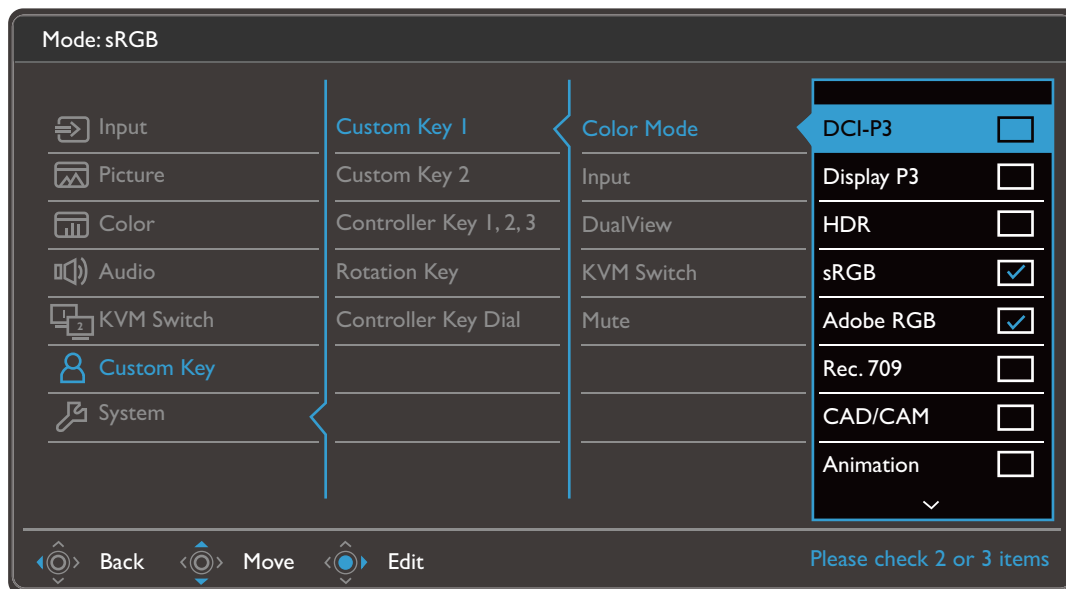 Mode: sRGB
Input
Picture
Color
Audio
KVM Switch
Custom Key
System
Custom Key 1
Custom Key 2
Controller Key 1, 2, 3
Rotation Key
Controller Key Dial
Color Mode
Input
DualView
KVM Switch
Mute
DCI-P3
Display P3
HDR
sRGB
Adobe RGB
Rec. 709
CAD/CAM
Animation
Back
Move
Edit
Please check 2 or 3 items